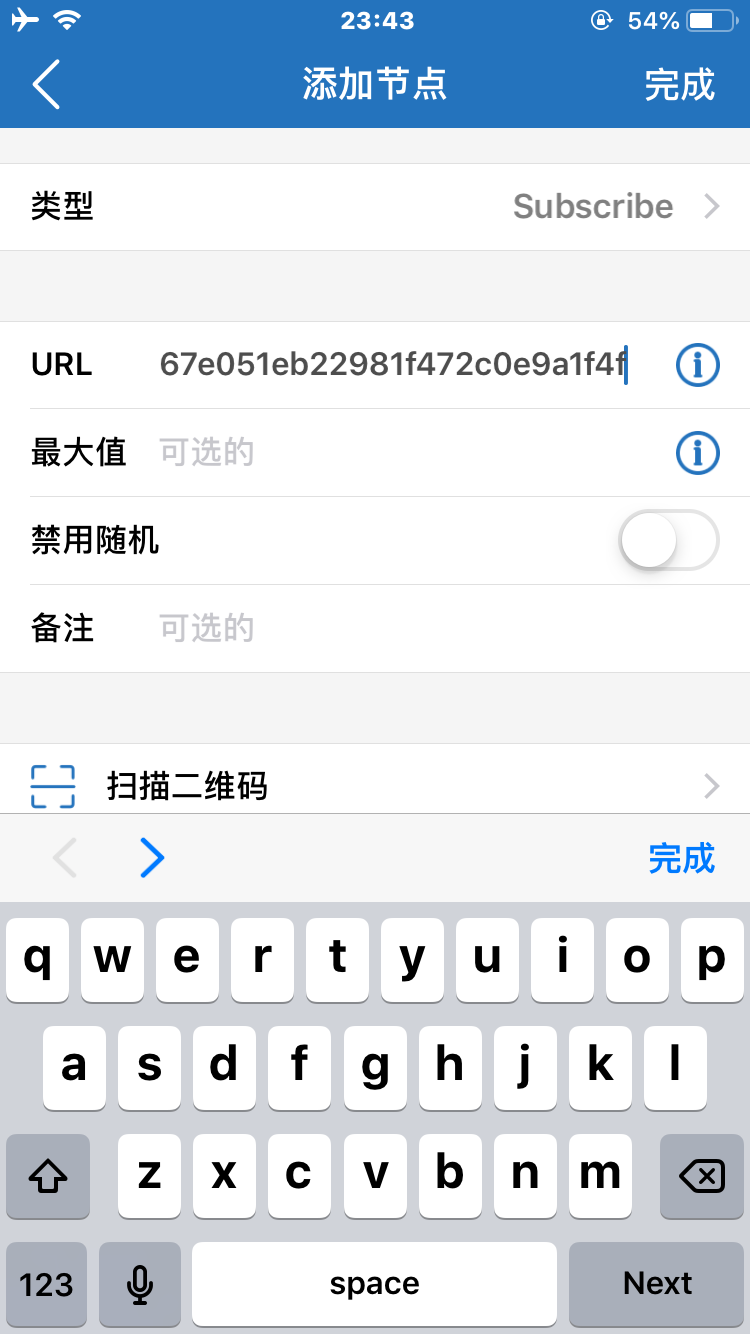 23:43 54%
添加节点 完成
类型 Subscribe
URL 67e051eb22981f472c0e9a1f4f
最大值 可选的
禁用随机
备注 可选的
扫描二维码
完成
q w e r t y u i o p
a s d f g h j k l
z x c v b n m
123 space Next